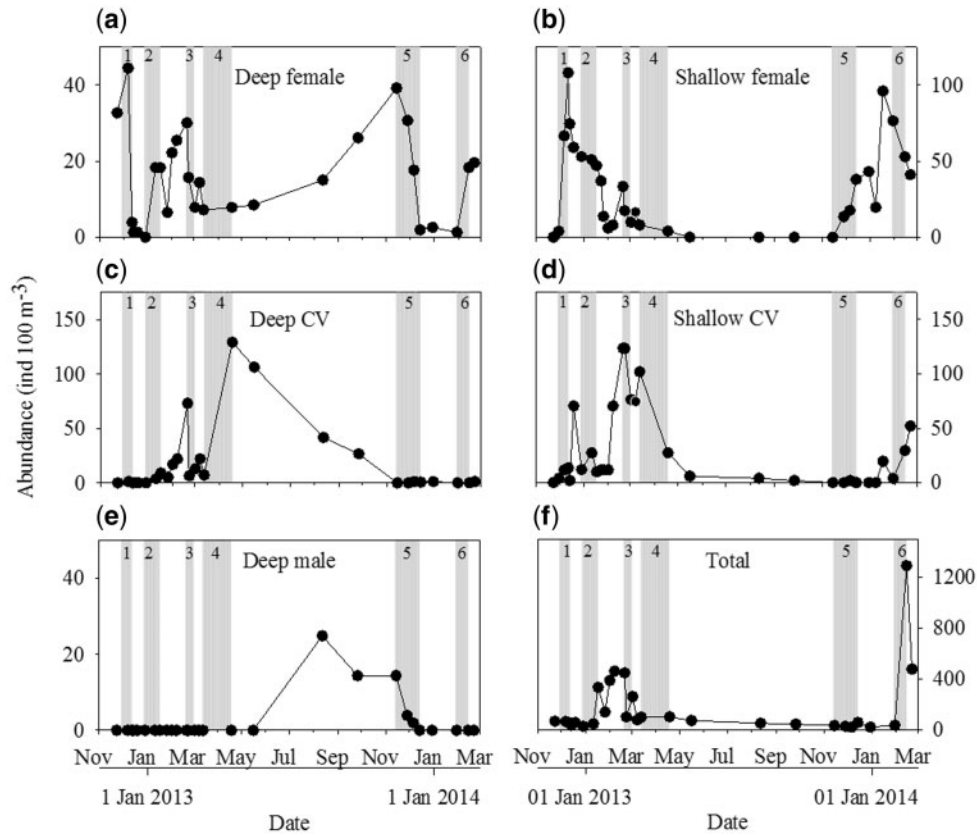 (a)
1 2 3 4 5 6
Deep female
40
20
0
(b)
1 2 3 4 5 6
Shallow female
100
50
0
(c)
1 2 3 4 5 6
Deep CV
150
100
50
0
(d)
1 2 3 4 5 6
Shallow CV
150
100
50
0
Abundance (ind 100 m⁻³)
(e)
1 2 3 4 5 6
Deep male
40
20
0
(f)
1 2 3 4 5 6
Total
1200
800
400
0
Nov Jan Mar May Jul Sep Nov Jan Mar
1 Jan 2013 1 Jan 2014
Date
Nov Jan Mar May Jul Sep Nov Jan Mar
01 Jan 2013 01 Jan 2014
Date